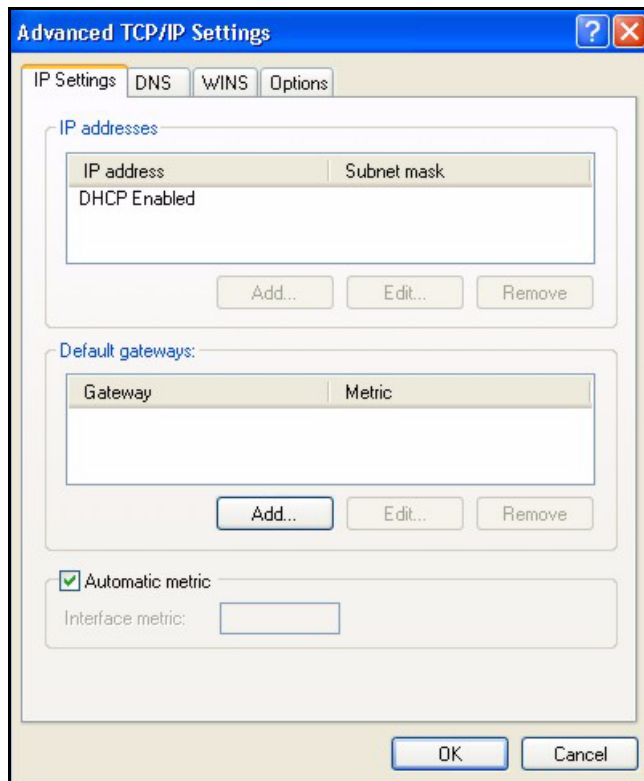 Advanced TCP/IP Settings
IP Settings DNS WINS Options
IP addresses
IP address Subnet mask
DHCP Enabled
Add... Edit... Remove
Default gateways:
Gateway Metric
Add... Edit... Remove
Automatic metric
Interface metric:
OK Cancel